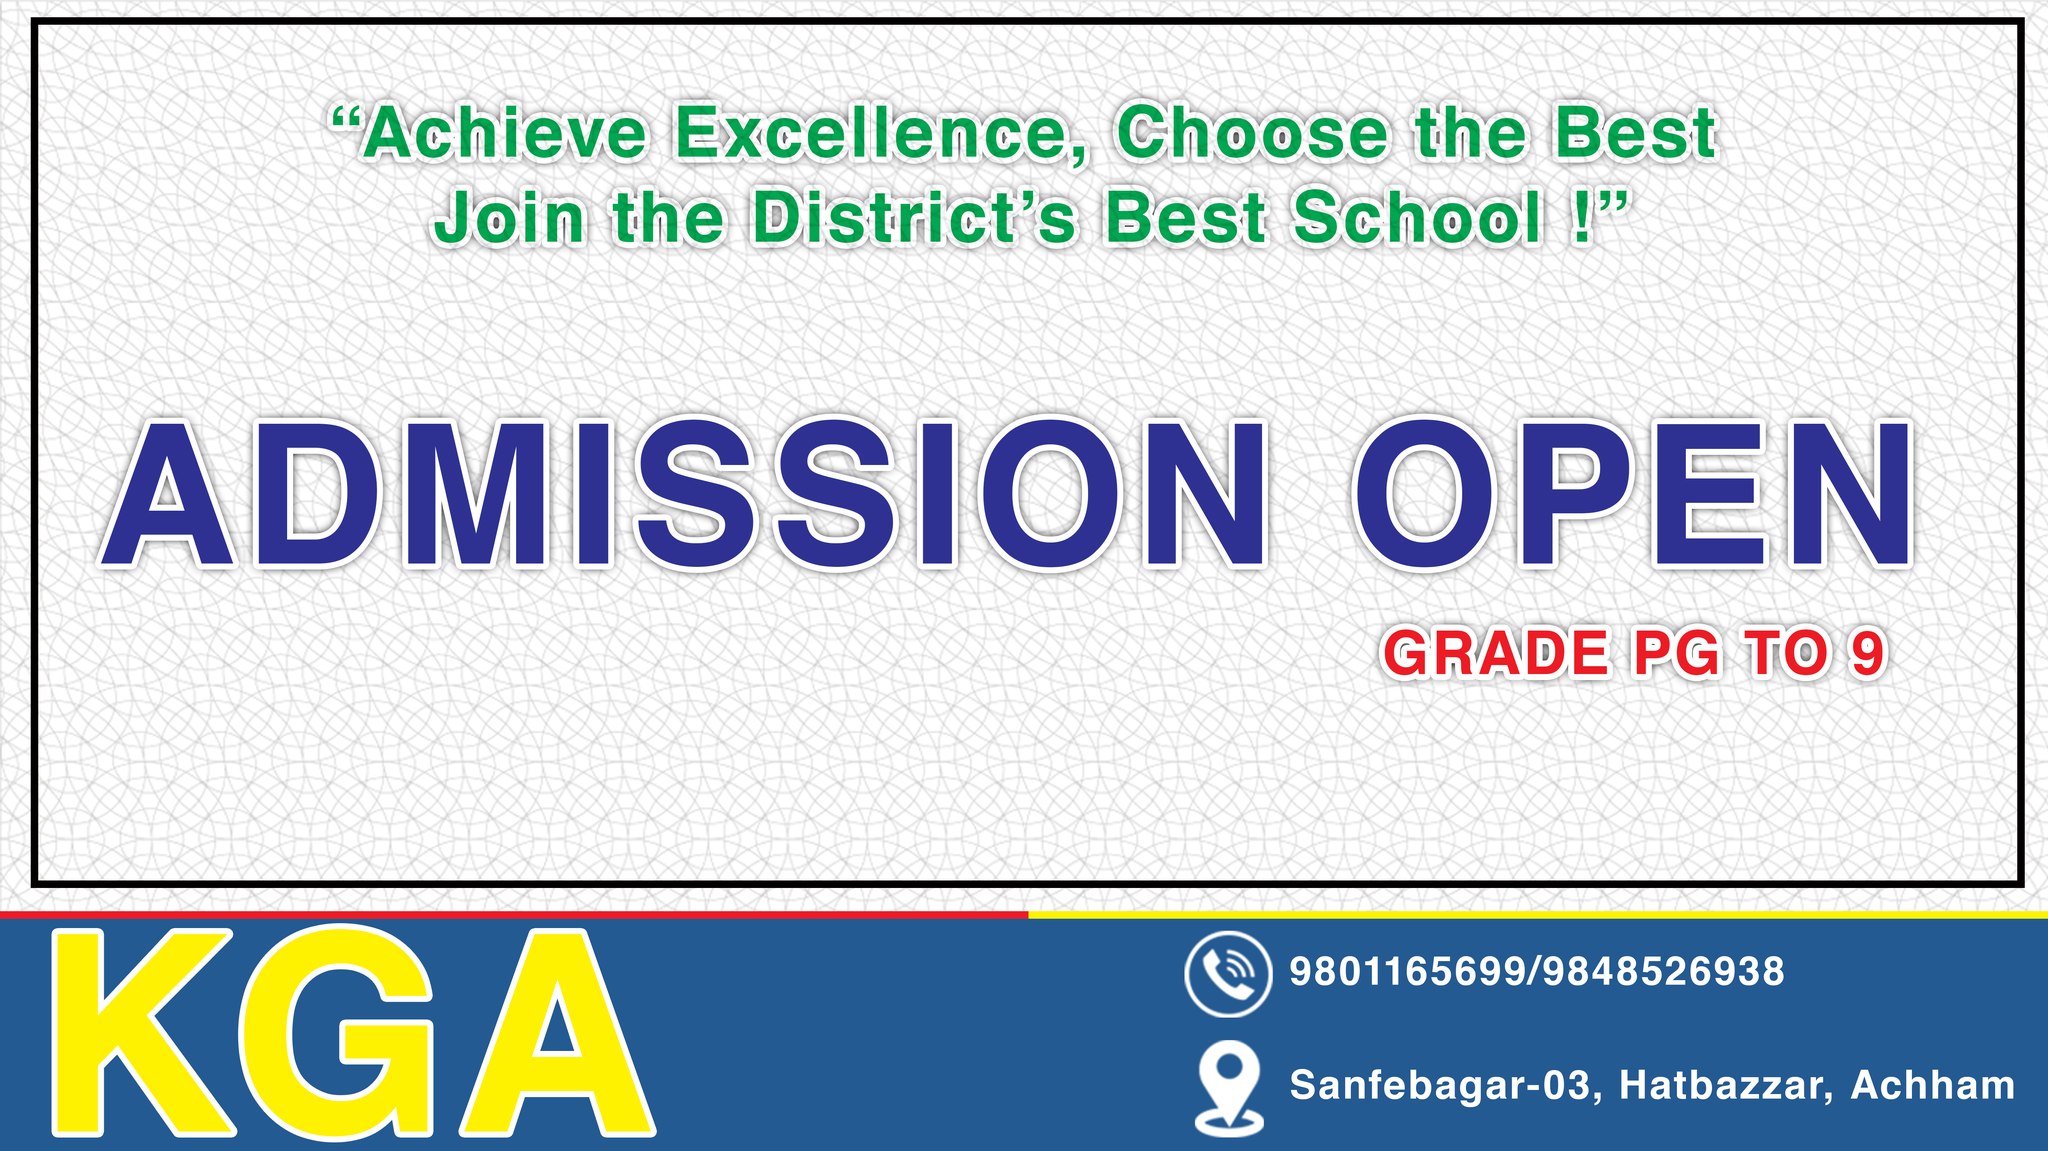 “Achieve Excellence, Choose the Best
Join the District’s Best School !”
ADMISSION OPEN
GRADE PG TO 9
KGA
9801165699/9848526938
Sanfebagar-03, Hatbazzar, Achham